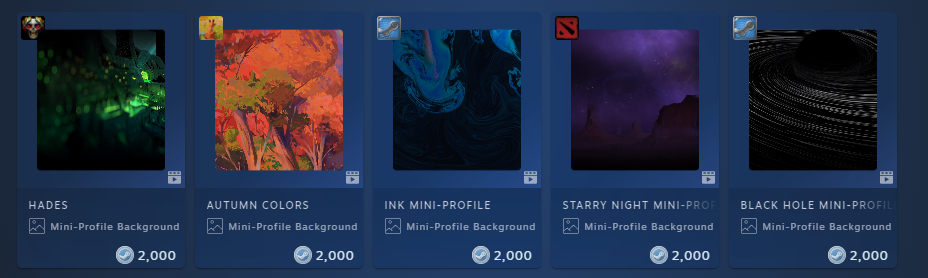 HADES
Mini-Profile Background
2,000
AUTUMN COLORS
Mini-Profile Background
2,000
INK MINI-PROFILE
Mini-Profile Background
2,000
STARRY NIGHT MINI-PROF
Mini-Profile Background
2,000
BLACK HOLE MINI-PROFIL
Mini-Profile Background
2,000